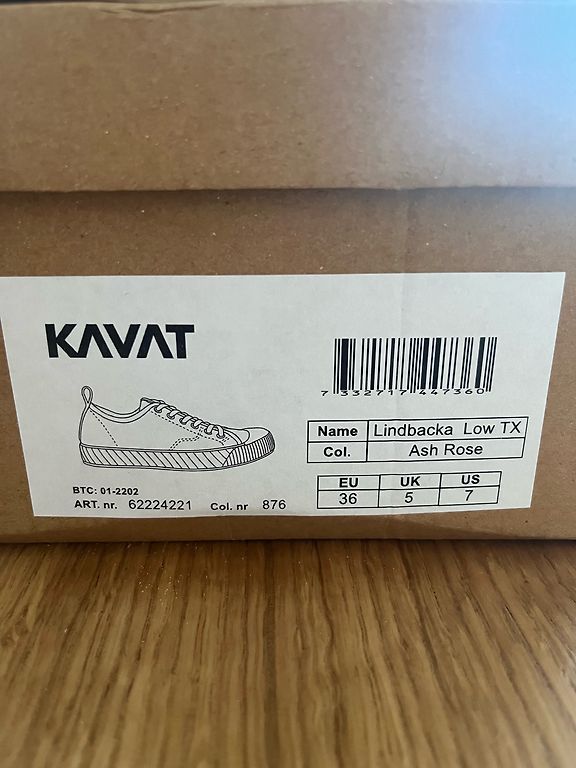 KAVAT
7 332717 447360
Name Lindbacka Low TX
Col. Ash Rose
EU UK US
36 5 7
BTC: 01-2202
ART. nr. 62224221 Col. nr 876